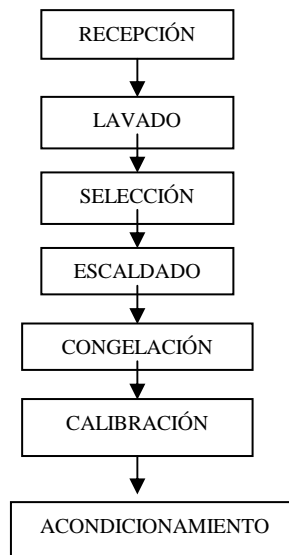 RECEPCIÓN
LAVADO
SELECCIÓN
ESCALDADO
CONGELACIÓN
CALIBRACIÓN
ACONDICIONAMIENTO